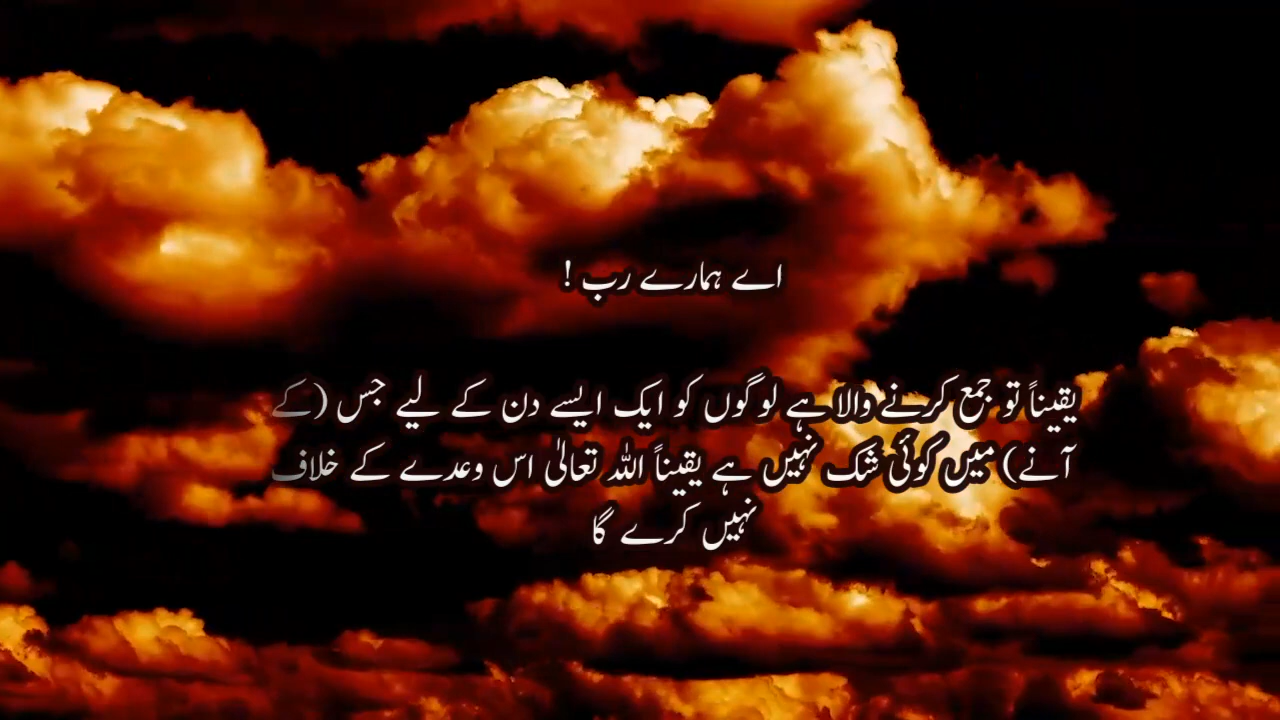 اے ہمارے رب !
یقیناً تو جمع کرنے والا ہے لوگوں کو ایک ایسے دن کے لیے جس (کے
آنے) میں کوئی شک نہیں ہے یقیناً اللہ تعالیٰ اس وعدے کے خلاف
نہیں کرے گا